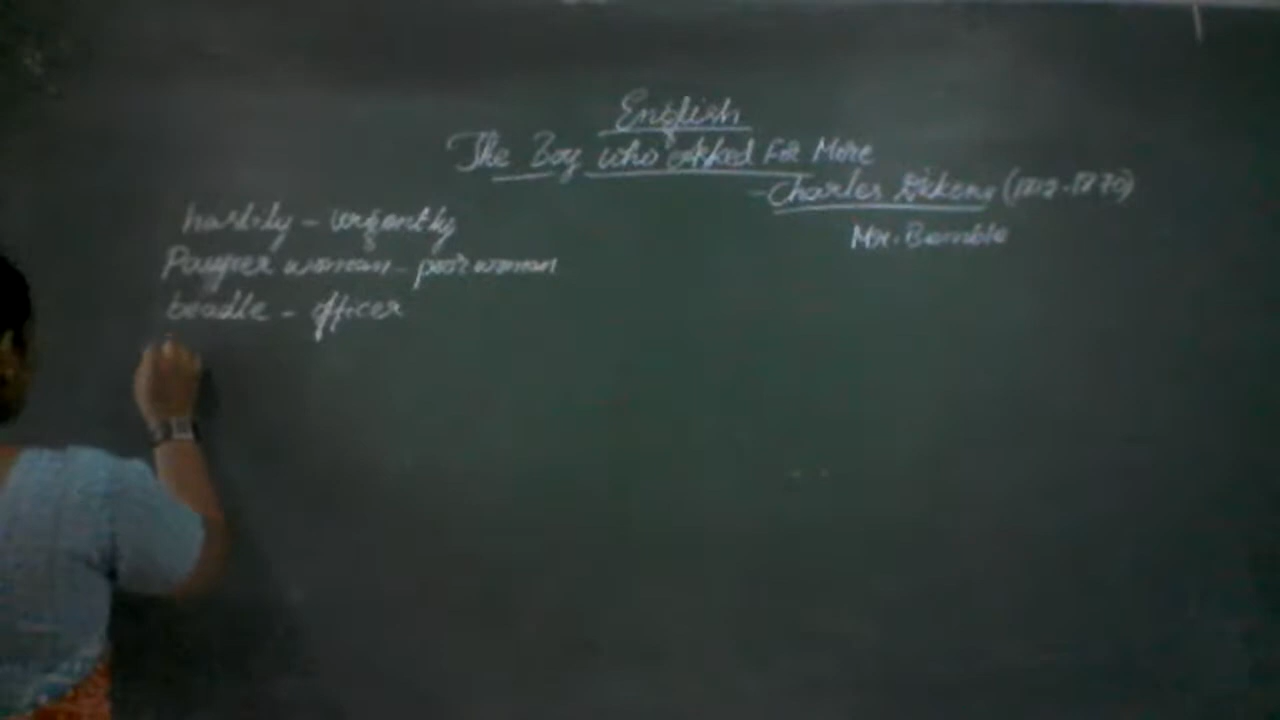 English
The Boy who Asked For More
- Charles Dickens (1812-1870)
Mr. Bumble
hastily - urgently
Pauper woman - poor woman
beadle - officer